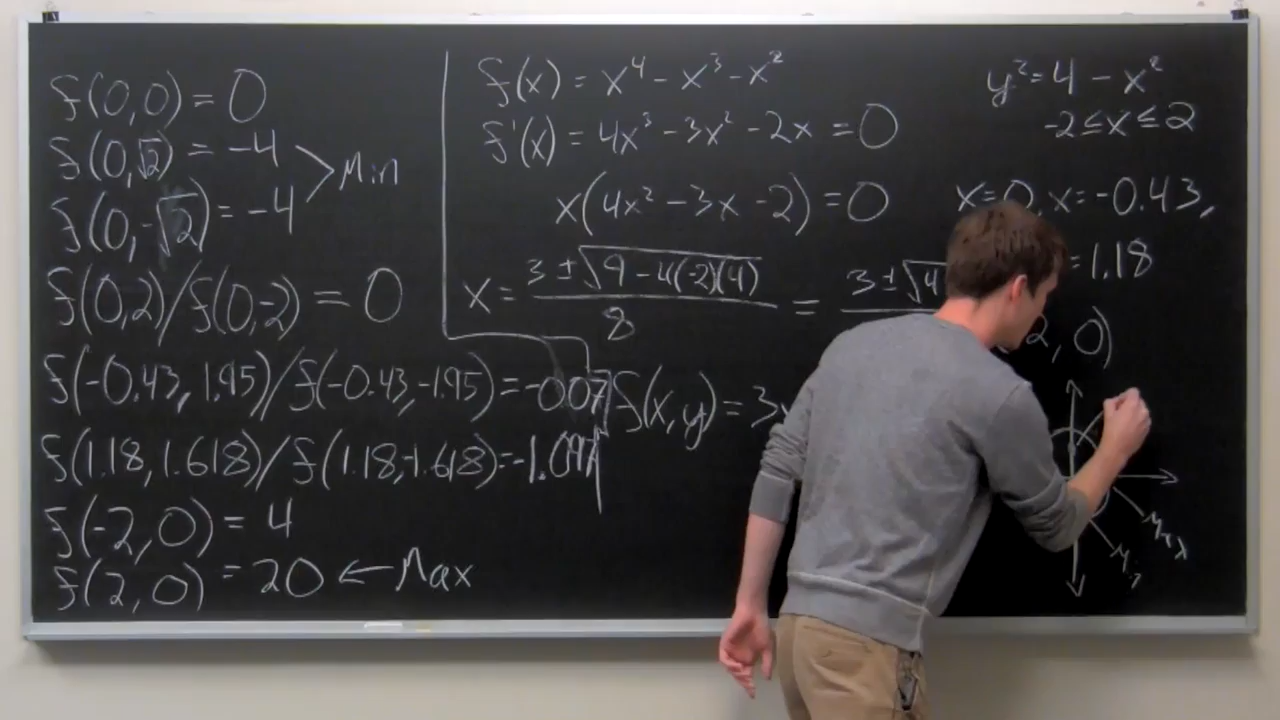 f(0,0) = 0
f(0,√2) = -4
f(0,-√2) = -4
> Min
f(0,2)/f(0,-2) = 0
f(-0.43, 1.95)/f(-0.43,-1.95) = -0.07
f(1.18,1.618)/f(1.18,-1.618) = -1.09
f(-2,0) = 4
f(2,0) = 20 ← Max
f(x) = x⁴ - x³ - x²
f'(x) = 4x³ - 3x² - 2x = 0
x(4x² - 3x - 2) = 0
x = 3 ± √9 - 4(-2)(4) / 8 = 3 ± √4
f(x,y) = 3
y² = 4 - x²
-2 ≤ x ≤ 2
x=0, x=-0.43,
=1.18
2, 0)
Max